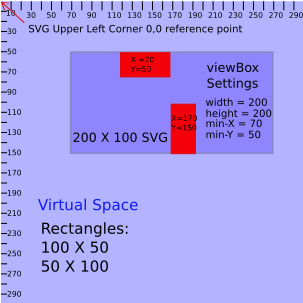 10 30 50 70 90 110 130 150 170 190 210 230 250 270 290
SVG Upper Left Corner 0,0 reference point
30
50
70
90
110
130
150
170
190
210
230
250
270
290
X =70
Y=50
viewBox
Settings
width = 200
height = 200
min-X = 70
min-Y = 50
X=170
Y=150
200 X 100 SVG
Virtual Space
Rectangles:
100 X 50
50 X 100